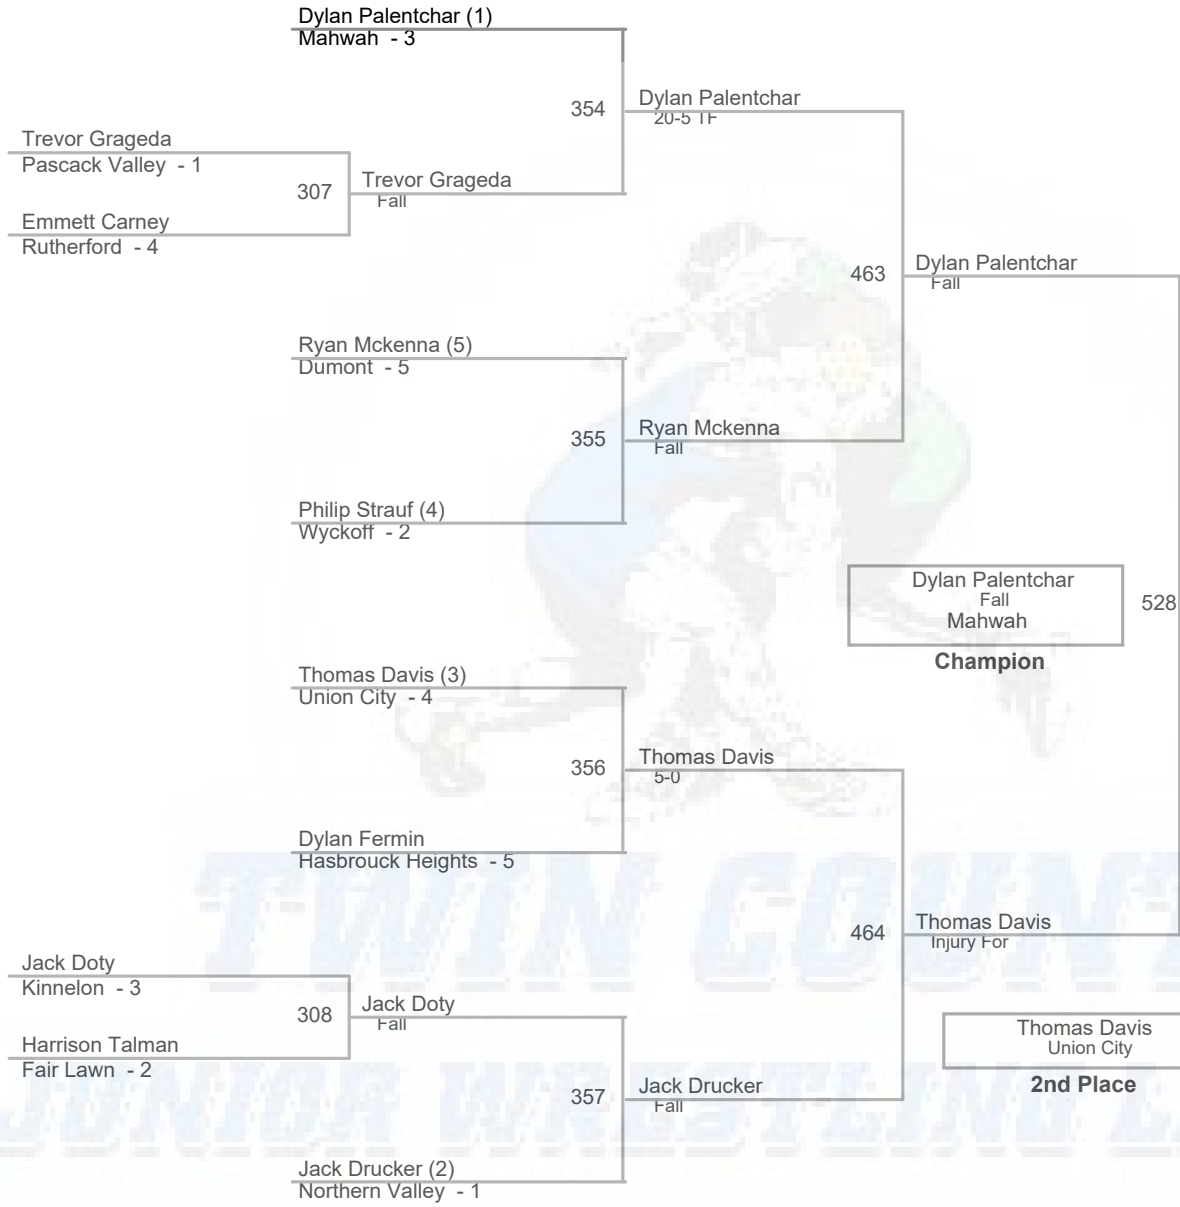 Dylan Palentchar (1)
Mahwah - 3
354
Dylan Palentchar
20-5 TF
Trevor Grageda
Pascack Valley - 1
307
Trevor Grageda
Fall
Emmett Carney
Rutherford - 4
463
Dylan Palentchar
Fall
Ryan Mckenna (5)
Dumont - 5
355
Ryan Mckenna
Fall
Philip Strauf (4)
Wyckoff - 2
Dylan Palentchar
Fall
Mahwah
528
Champion
Thomas Davis (3)
Union City - 4
356
Thomas Davis
5-0
Dylan Fermin
Hasbrouck Heights - 5
TWIN COUNT
464
Thomas Davis
Injury For
Jack Doty
Kinnelon - 3
308
Jack Doty
Fall
Harrison Talman
Fair Lawn - 2
Thomas Davis
Union City
2nd Place
357
Jack Drucker
Fall
JUNIOR WRESTLING L
Jack Drucker (2)
Northern Valley - 1